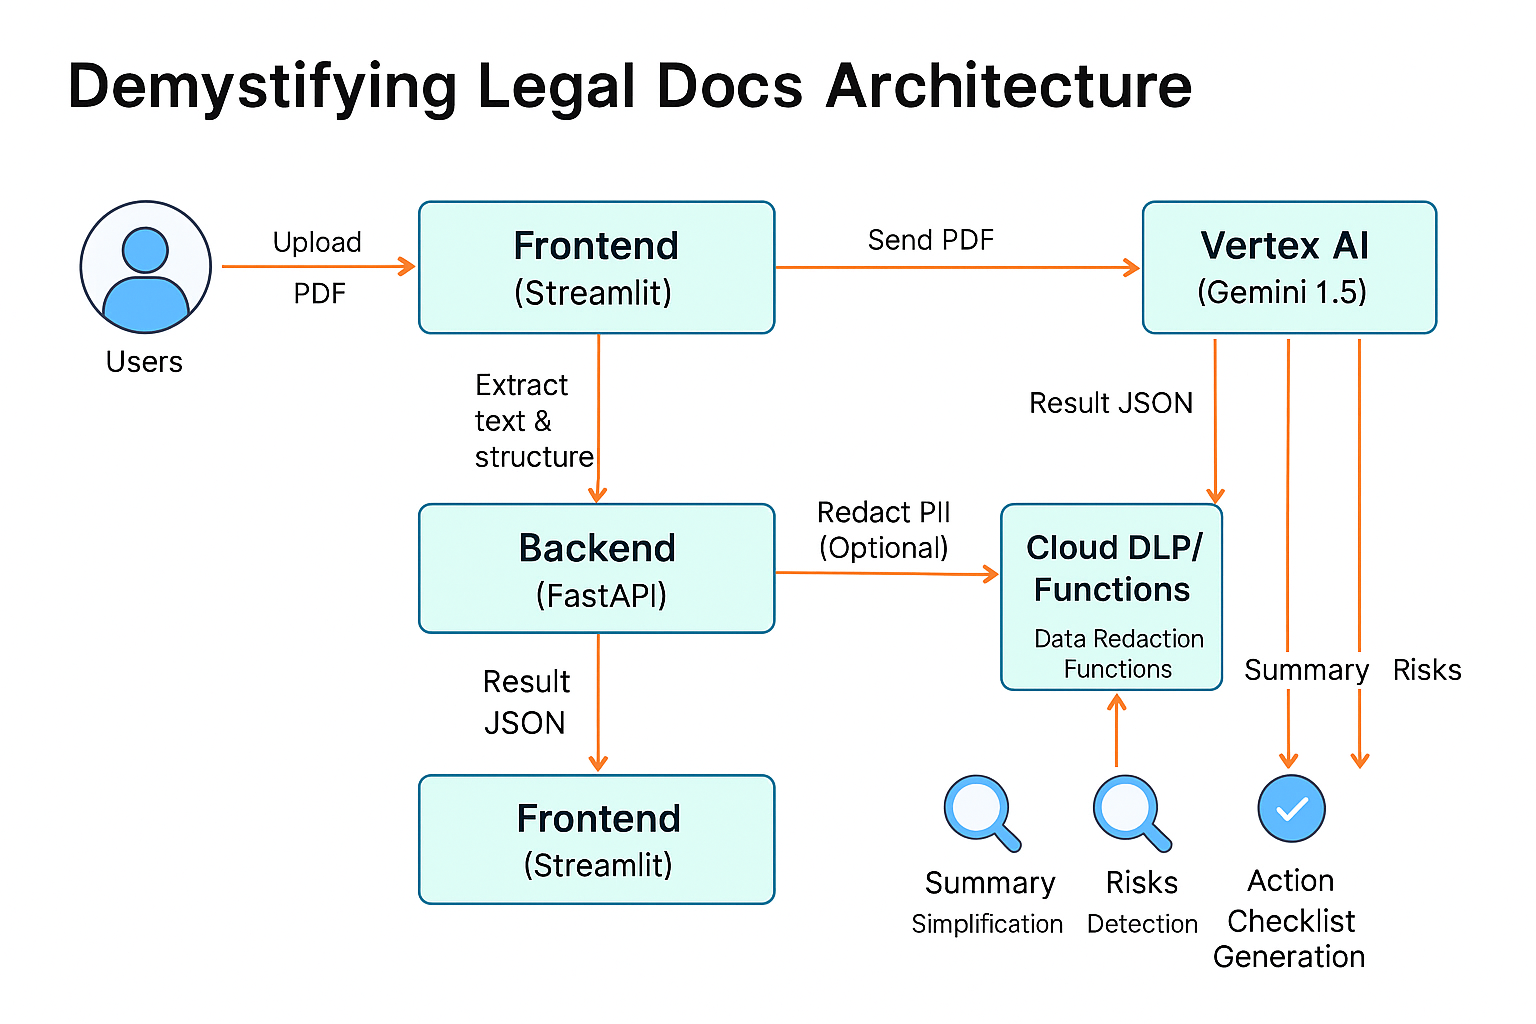 Demystifying Legal Docs Architecture
Users
Upload
PDF
Frontend
(Streamlit)
Send PDF
Vertex AI
(Gemini 1.5)
Extract
text &
structure
Result JSON
Backend
(FastAPI)
Redact PII
(Optional)
Cloud DLP/
Functions
Data Redaction
Functions
Summary
Risks
Result
JSON
Frontend
(Streamlit)
Summary
Simplification
Risks
Detection
Action
Checklist
Generation